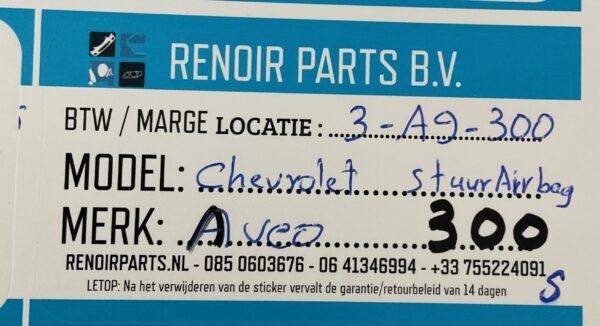 RENOIR PARTS B.V.
BTW / MARGE LOCATIE : 3-A9-300
MODEL: Chevrolet stuurAirbag
MERK: Aveo 300
RENOIRPARTS.NL - 085 0603676 - 06 41346994 - +33 755224091
S
LETOP: Na het verwijderen van de sticker vervalt de garantie/retourbeleid van 14 dagen